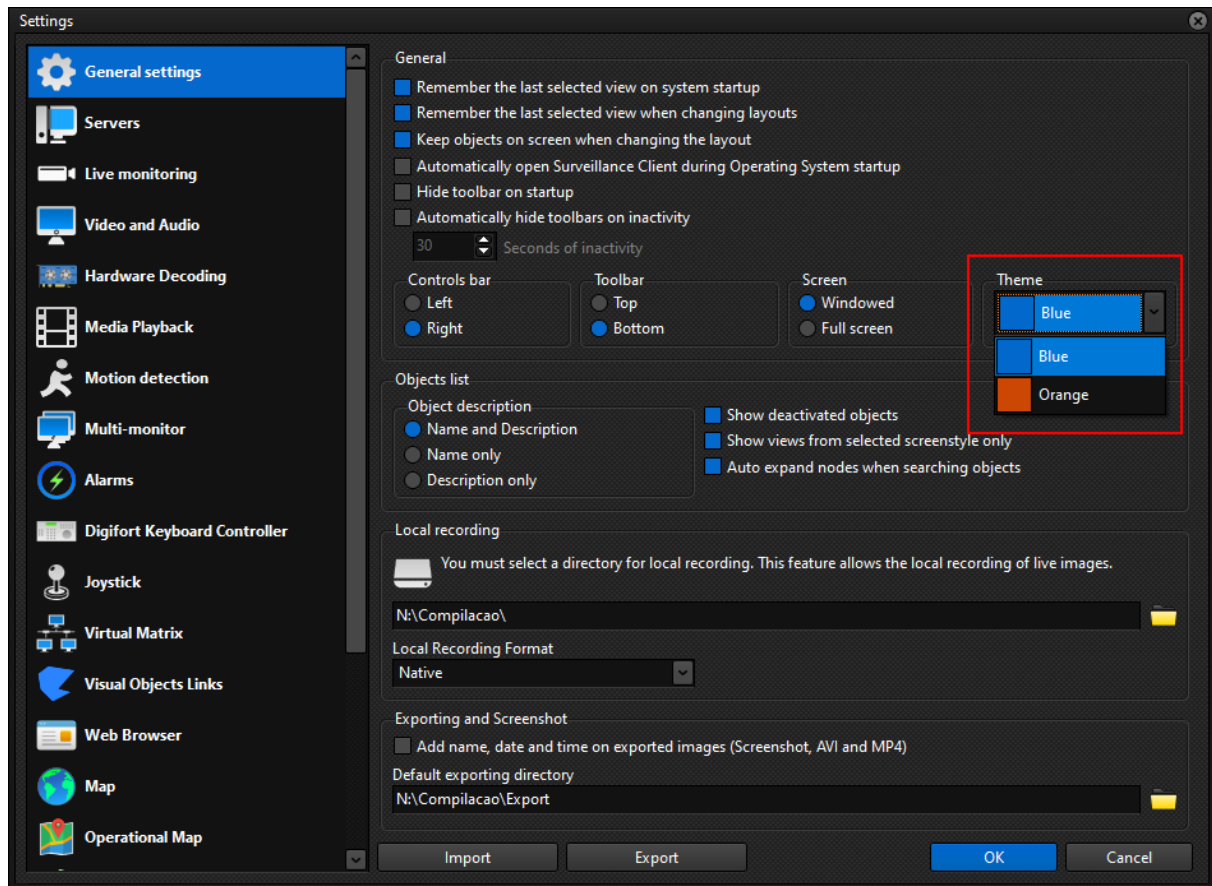 Settings
General settings
Servers
Live monitoring
Video and Audio
Hardware Decoding
Media Playback
Motion detection
Multi-monitor
Alarms
Digifort Keyboard Controller
Joystick
Virtual Matrix
Visual Objects Links
Web Browser
Map
Operational Map
General
Remember the last selected view on system startup
Remember the last selected view when changing layouts
Keep objects on screen when changing the layout
Automatically open Surveillance Client during Operating System startup
Hide toolbar on startup
Automatically hide toolbars on inactivity
30 Seconds of inactivity
Controls bar
Left
Right
Toolbar
Top
Bottom
Screen
Windowed
Full screen
Theme
Blue
Blue
Orange
Objects list
Object description
Name and Description
Name only
Description only
Show deactivated objects
Show views from selected screenstyle only
Auto expand nodes when searching objects
Local recording
You must select a directory for local recording. This feature allows the local recording of live images.
N:\Compilacao\
Local Recording Format
Native
Exporting and Screenshot
Add name, date and time on exported images (Screenshot, AVI and MP4)
Default exporting directory
N:\Compilacao\Export
Import Export OK Cancel